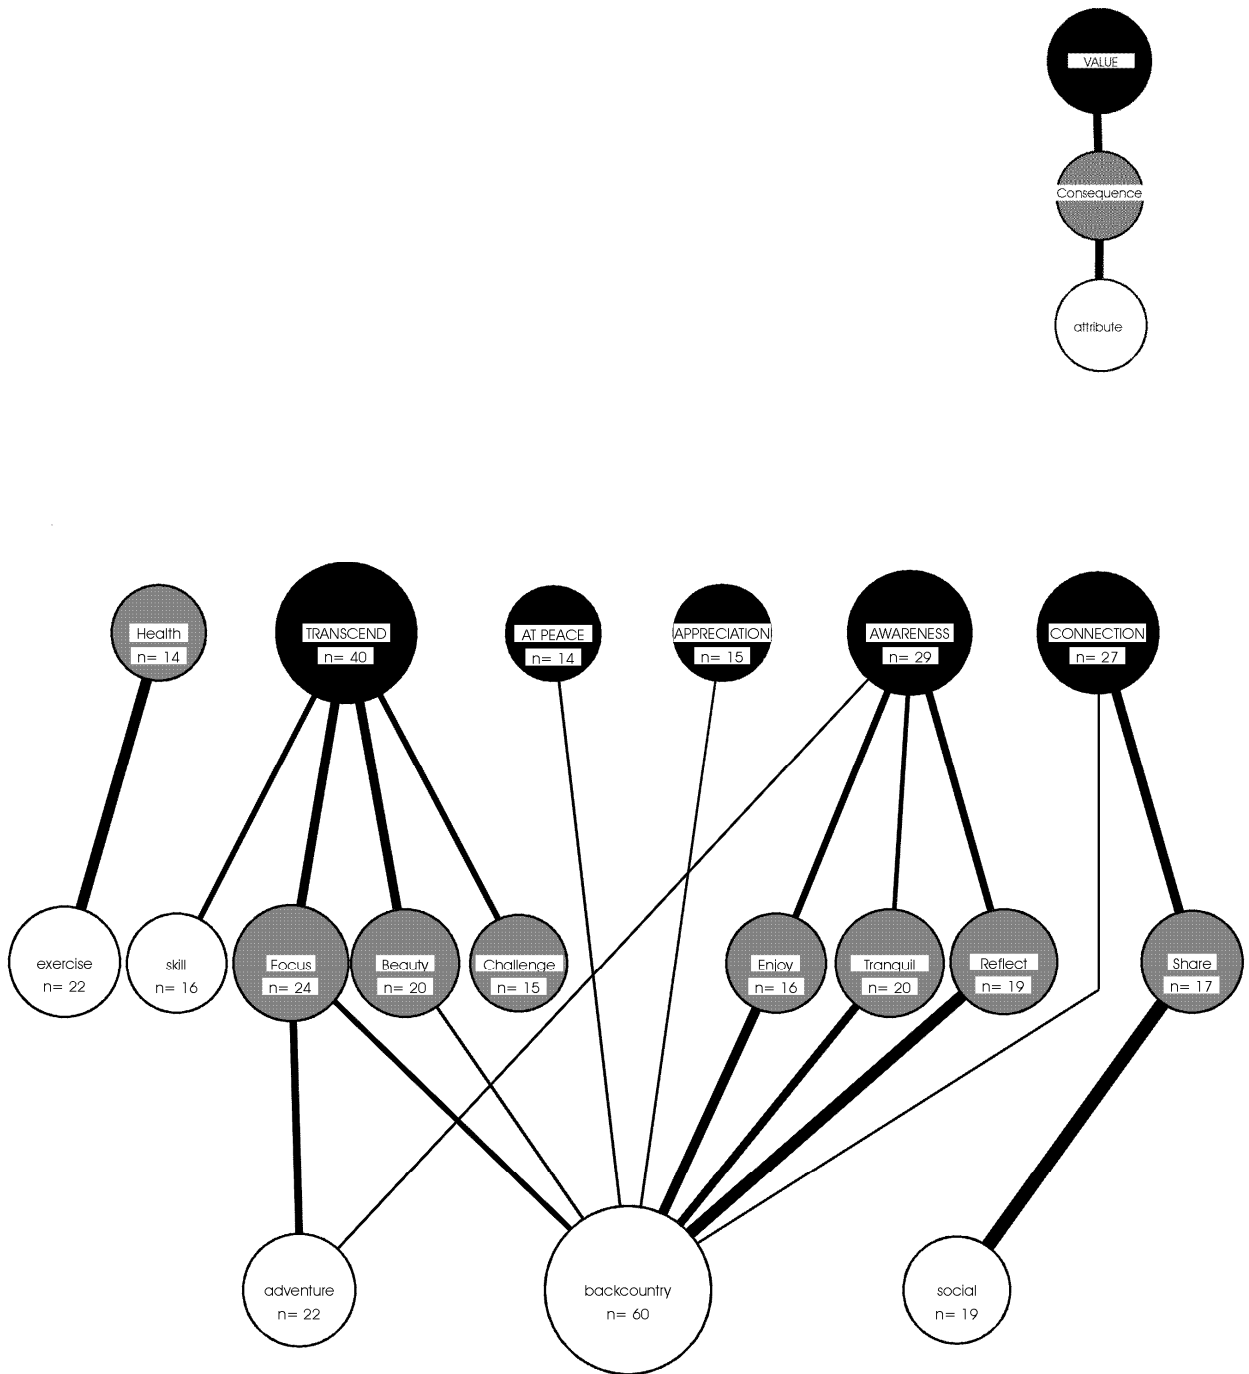 VALUE
Consequence
attribute
Health
n= 14
TRANSCEND
n= 40
AT PEACE
n= 14
APPRECIATION
n= 15
AWARENESS
n= 29
CONNECTION
n= 27
exercise
n= 22
skill
n= 16
Focus
n= 24
Beauty
n= 20
Challenge
n= 15
Enjoy
n= 16
Tranquil
n= 20
Reflect
n= 19
Share
n= 17
adventure
n= 22
backcountry
n= 60
social
n= 19